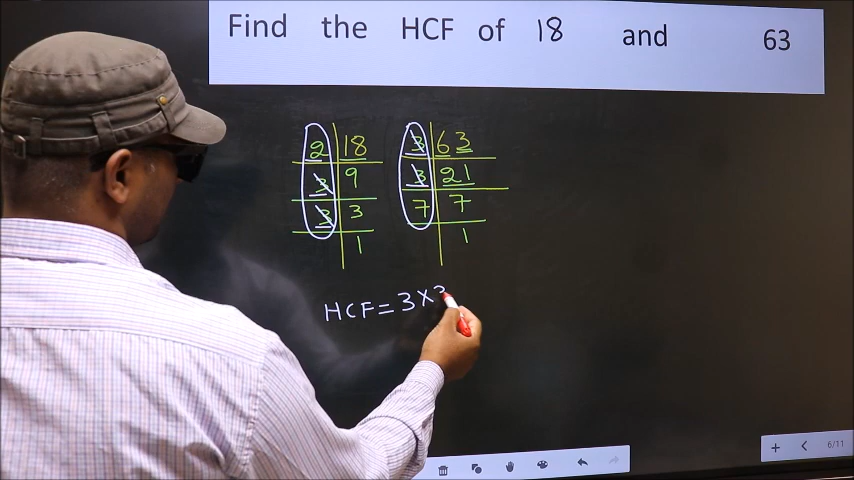 Find the HCF of 18 and 63
2 18 3 63
3 9 3 21
3 3 7 7
1 1
HCF = 3 × 3
6/11